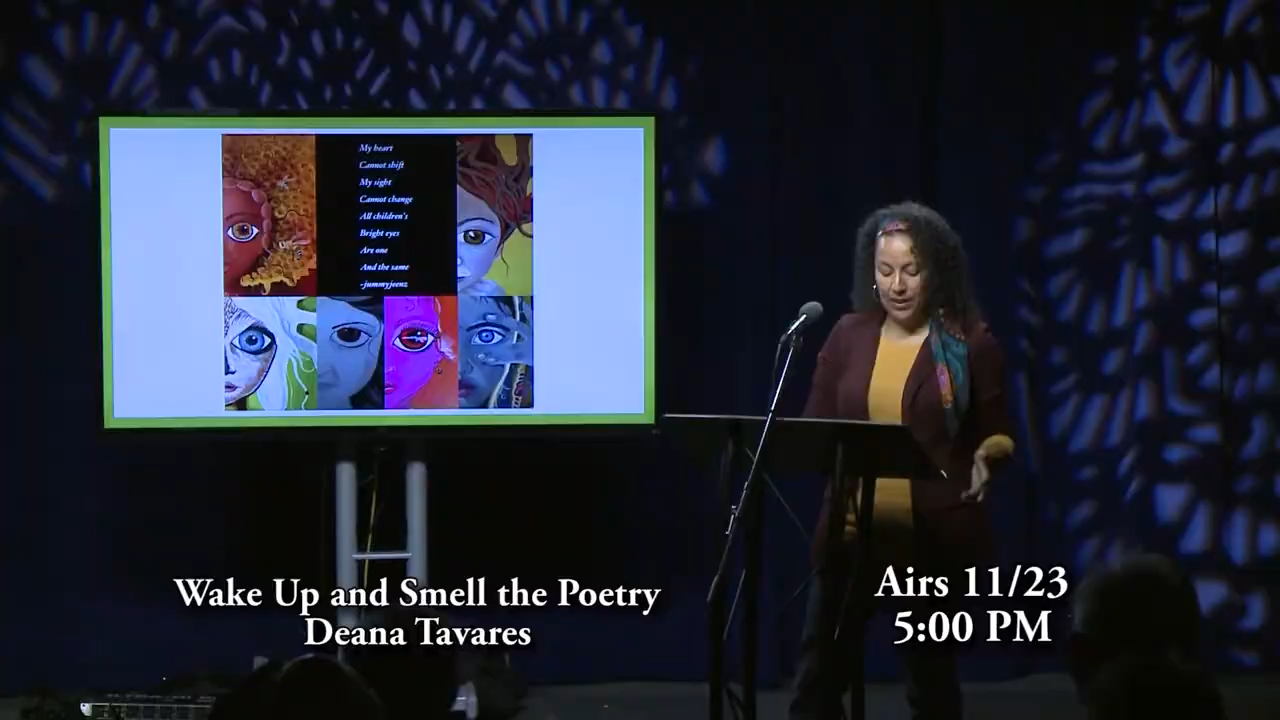 My heart
Cannot shift
My sight
Cannot change
All children's
Bright eyes
Are one
And the same
-jummyjeenz
Wake Up and Smell the Poetry
Deana Tavares
Airs 11/23
5:00 PM